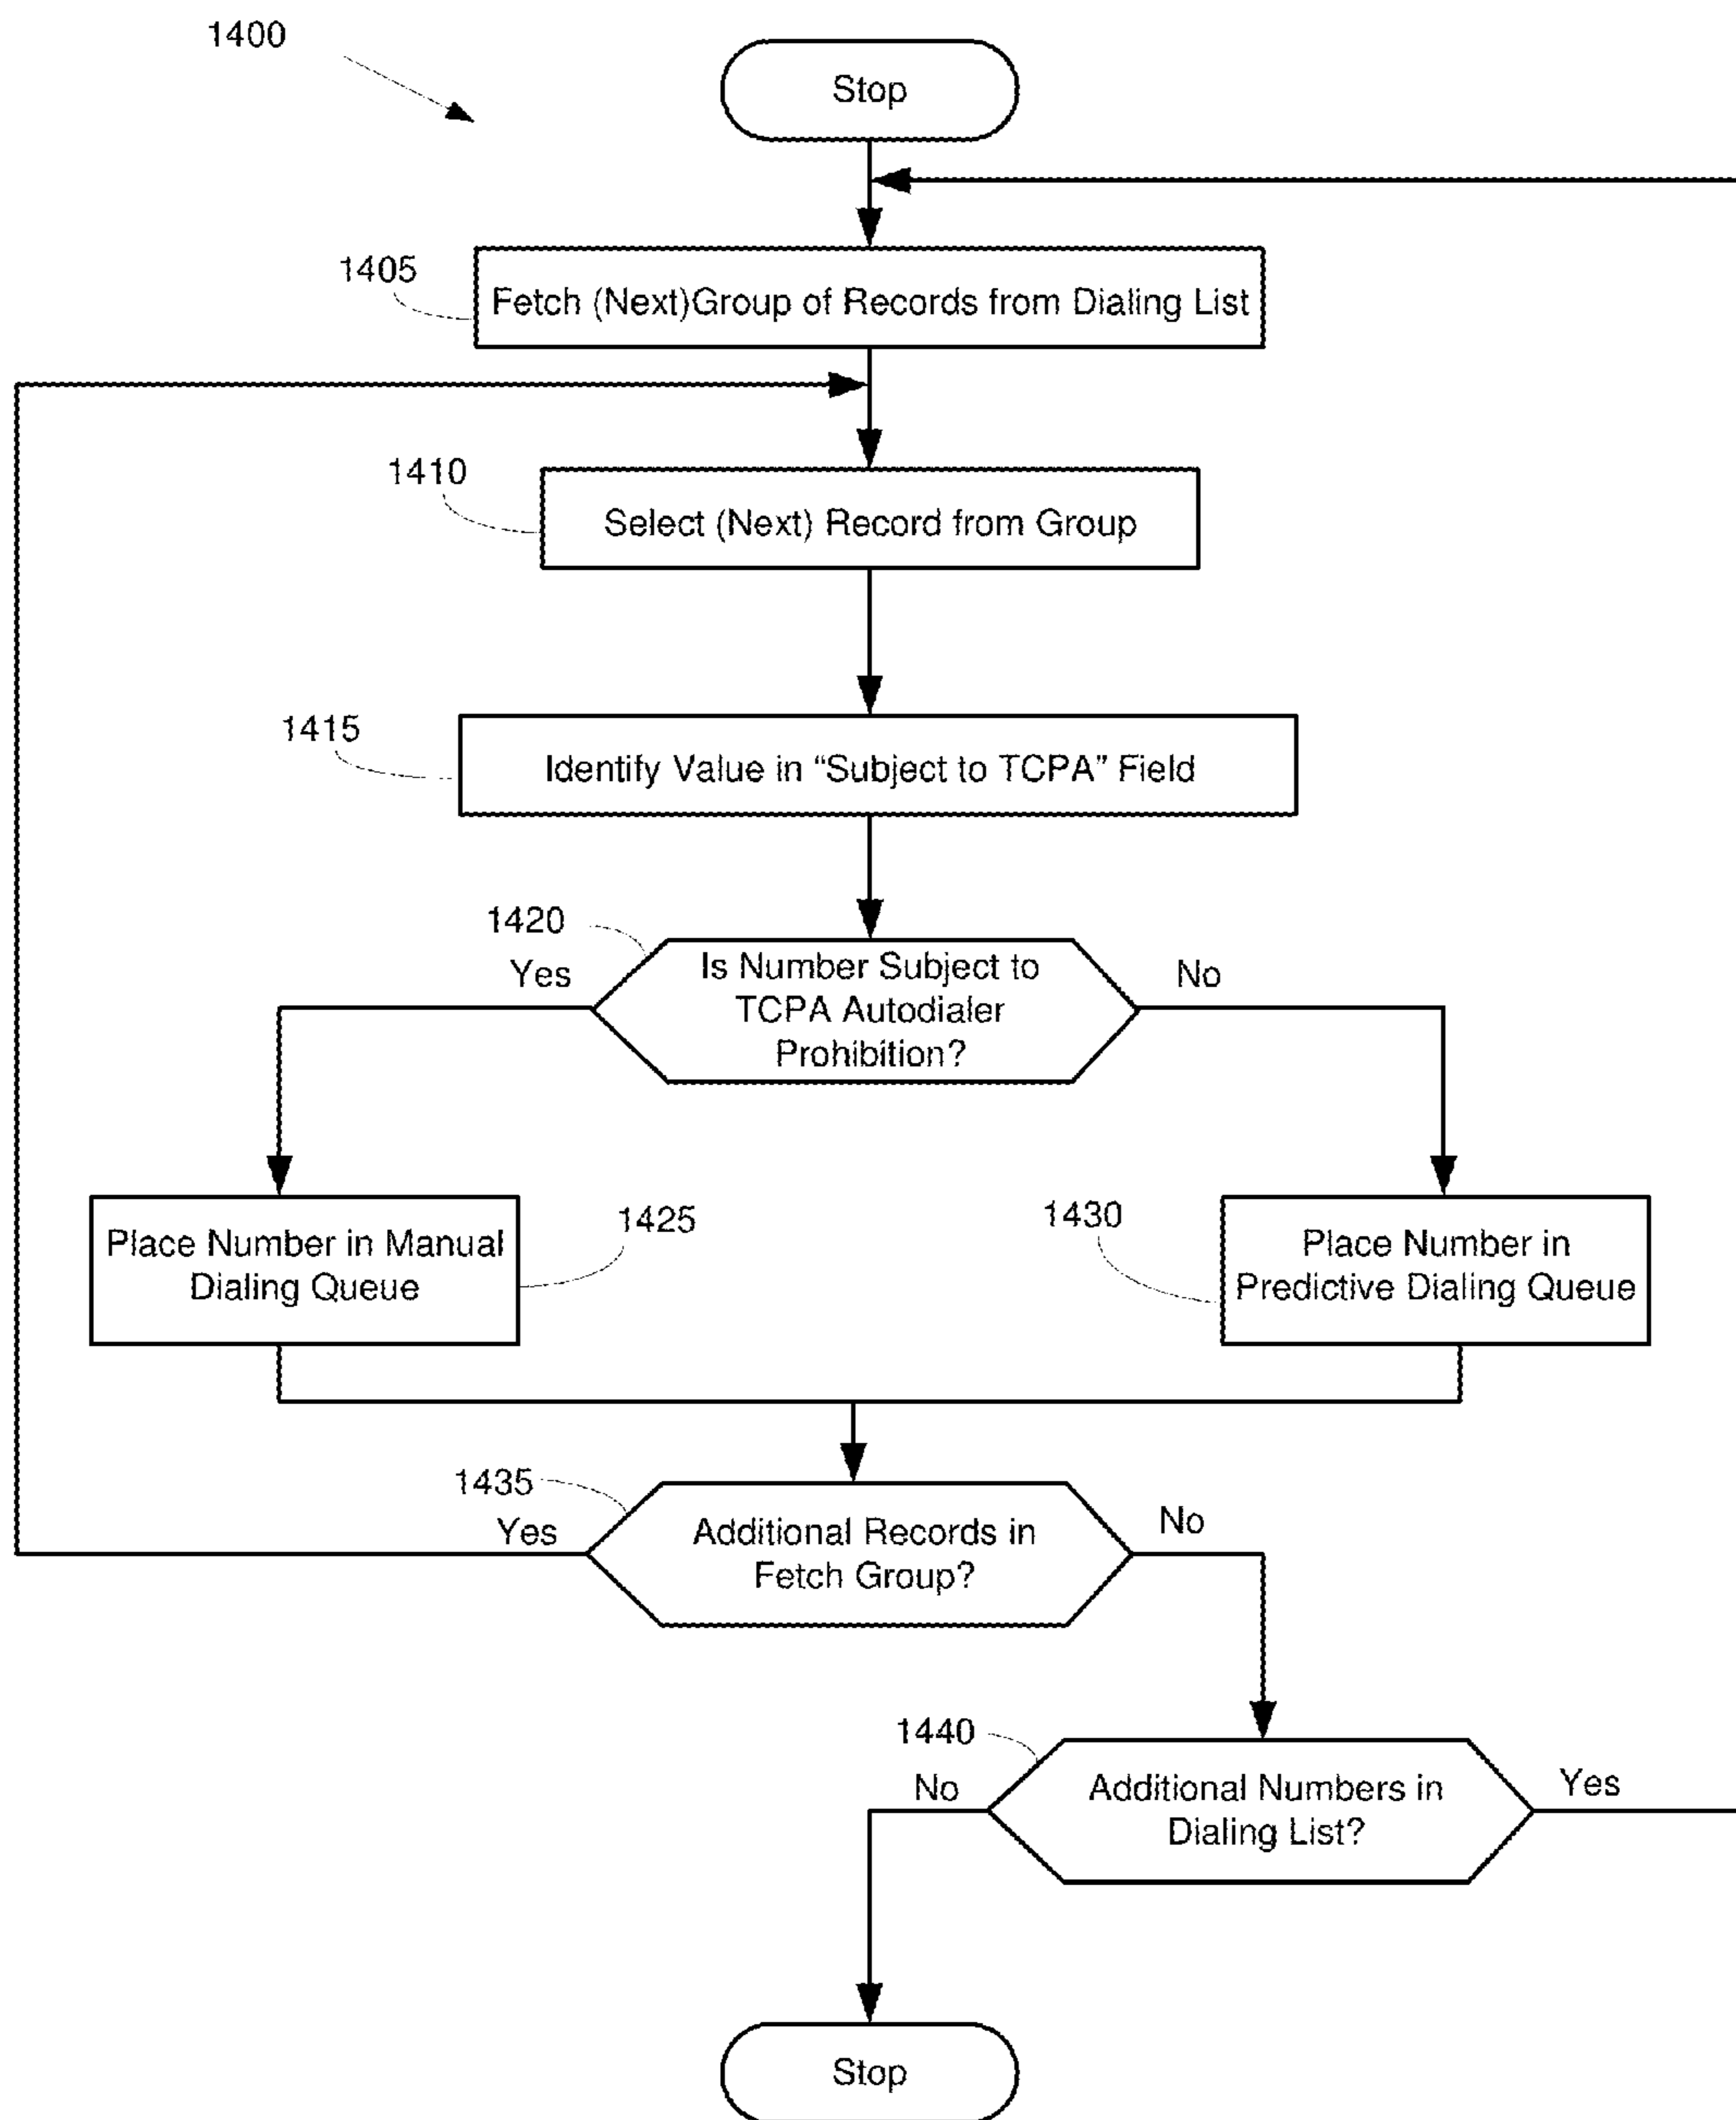 1400
Stop
1405
Fetch (Next)Group of Records from Dialing List
1410
Select (Next) Record from Group
1415
Identify Value in “Subject to TCPA” Field
1420
Yes
Is Number Subject to
TCPA Autodialer
Prohibition?
No
Place Number in Manual
Dialing Queue
1425
1430
Place Number in
Predictive Dialing Queue
1435
Yes
Additional Records in
Fetch Group?
No
1440
No
Additional Numbers in
Dialing List?
Yes
Stop